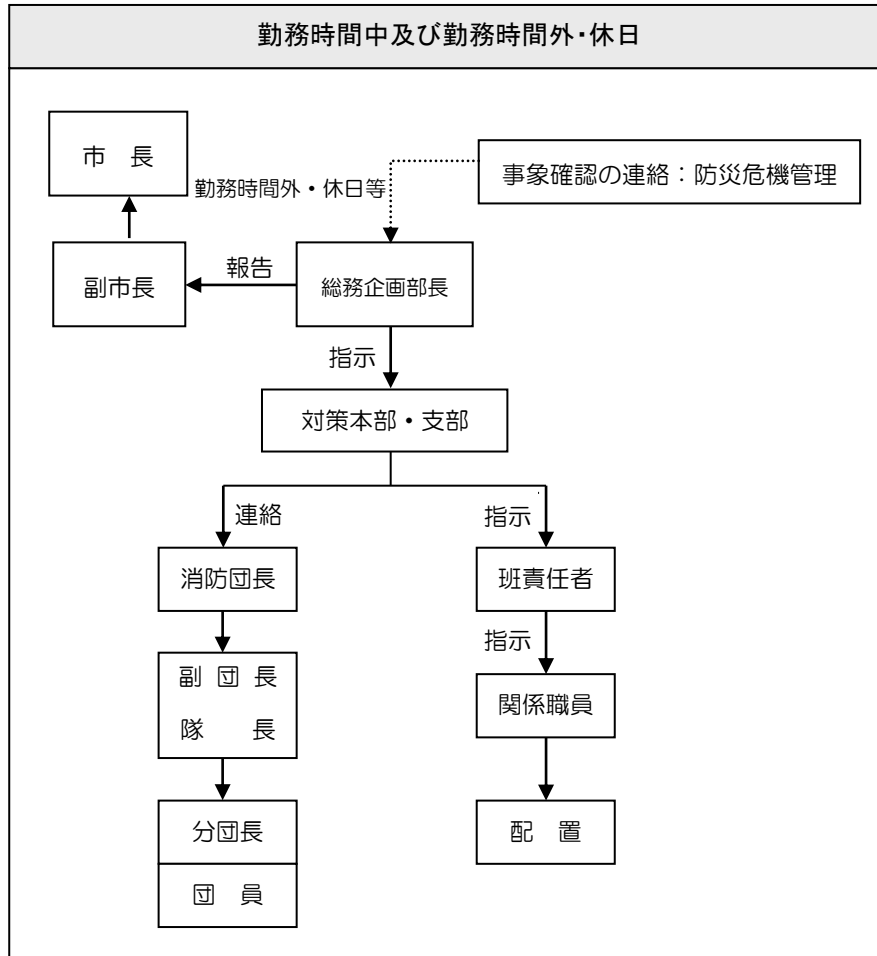 勤務時間中及び勤務時間外・休日
市　長
事象確認の連絡：防災危機管理
勤務時間外・休日等
副市長
報告
総務企画部長
指示
対策本部・支部
連絡
指示
消防団長
班責任者
指示
副　団　長
隊　　　長
関係職員
分団長
配　置
団　員